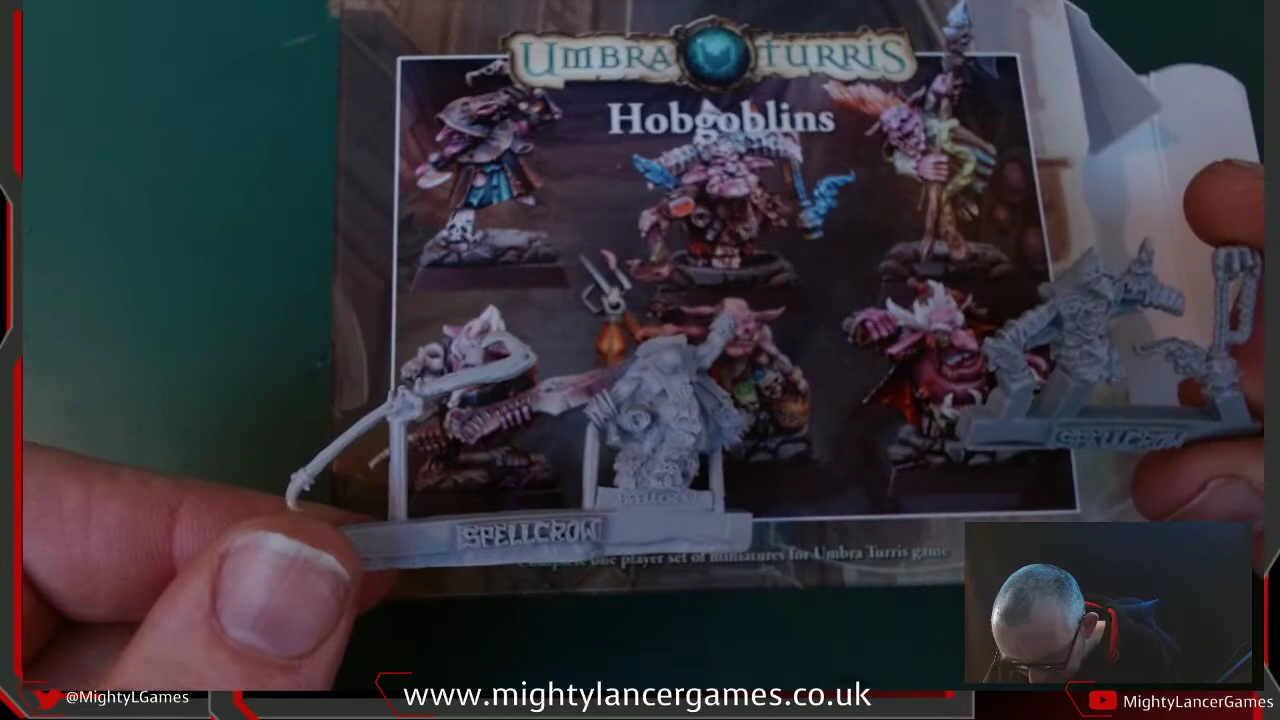 UMBRA TURRIS
Hobgoblins
SPELLCROW
SPELLCROW
SPELLCROW
Complete one player set of miniatures for Umbra Turris game
@MightyLGames
www.mightylancergames.co.uk
MightyLancerGames